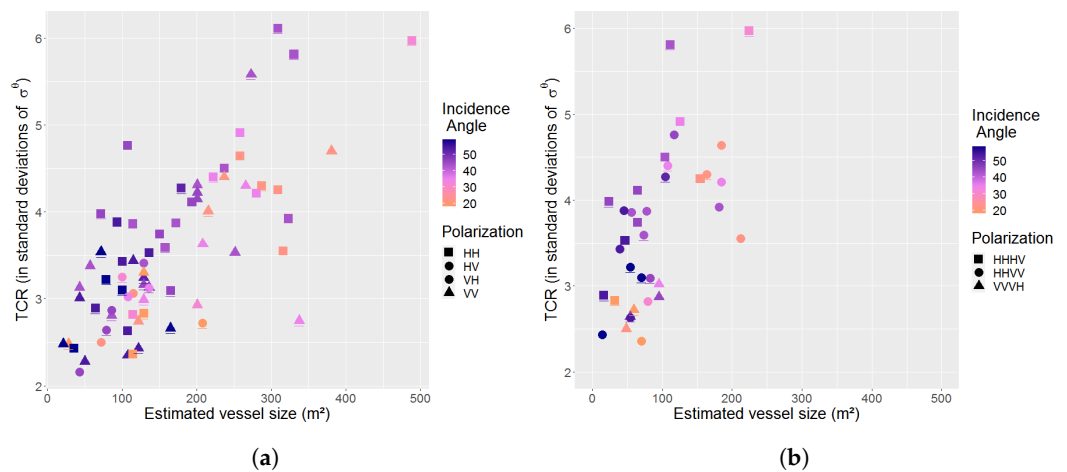 TCR (in standard deviations of σ^θ)
6
5
4
3
2
0
100
200
300
400
500
Estimated vessel size (m²)
Incidence
Angle
50
40
30
20
Polarization
HH
HV
VH
VV
(a)
TCR (in standard deviations of σ^θ)
6
5
4
3
2
0
100
200
300
400
500
Estimated vessel size (m²)
Incidence
Angle
50
40
30
20
Polarization
HHHV
HHVV
VVVH
(b)